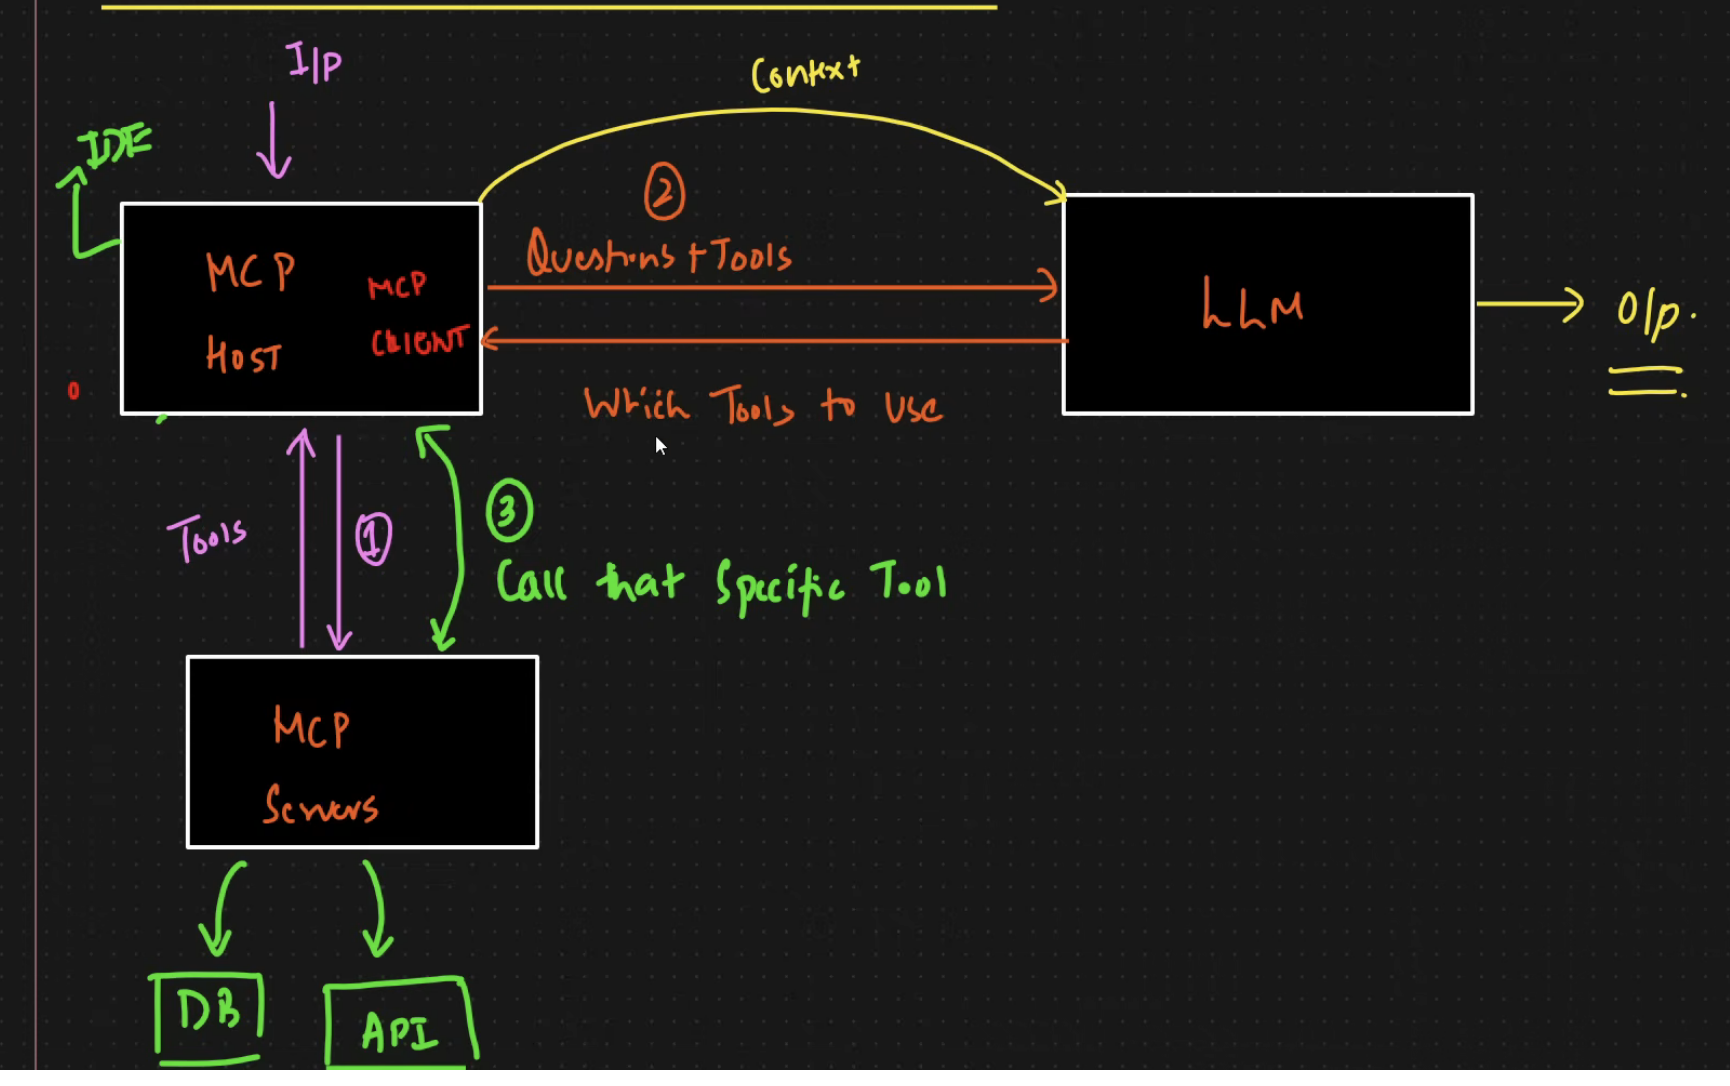 I/p
Context
IDE
2
Questions + Tools
MCP
HOST
MCP
CLIENT
LLM
O/p.
0
Which Tools to use
Tools
1
3
Call that Specific Tool
MCP
Servers
DB
API